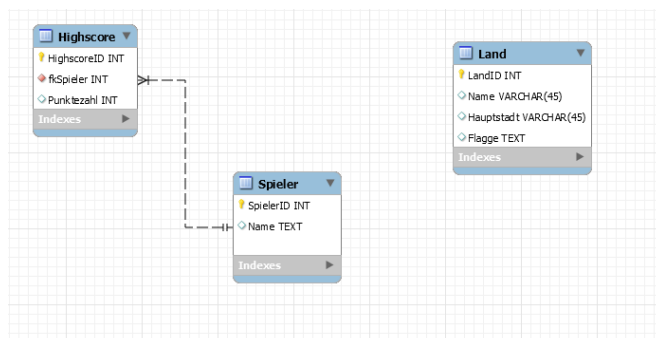 Highscore
HighscoreID INT
fkSpieler INT
Punktezahl INT
Indexes
Land
LandID INT
Name VARCHAR(45)
Hauptstadt VARCHAR(45)
Flagge TEXT
Indexes
Spieler
SpielerID INT
Name TEXT
Indexes